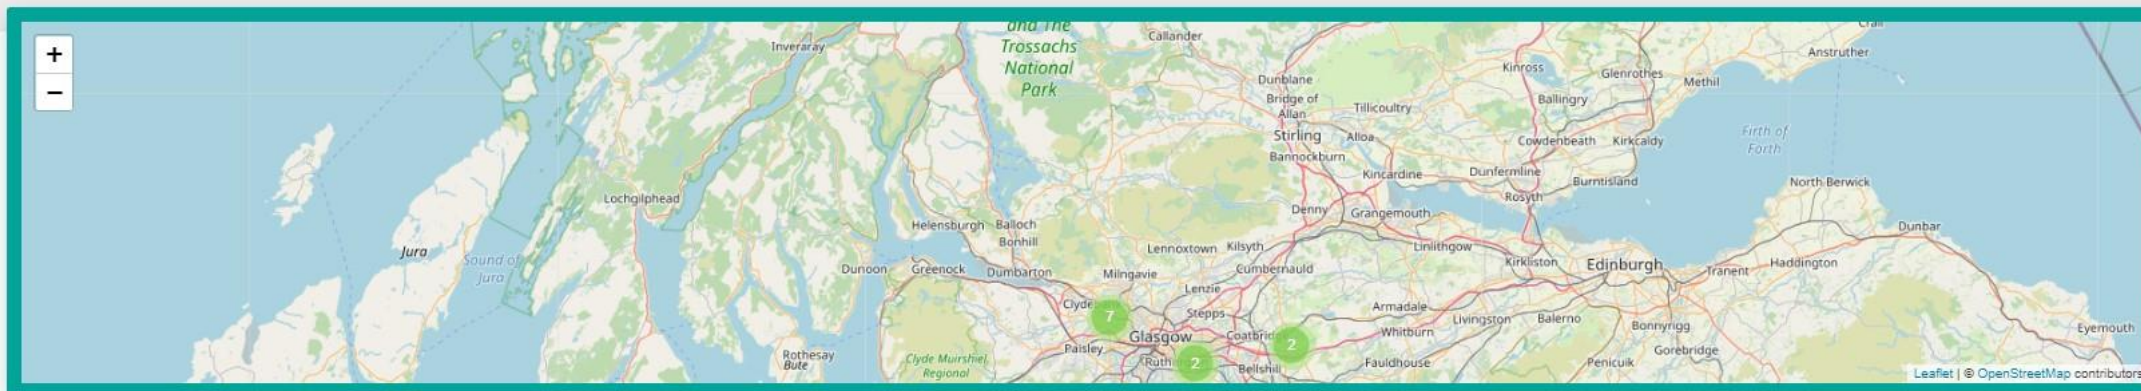 +
−
and The
Trossachs
National
Park
Callander
Crail
Inveraray
Anstruther
Kinross
Glenrothes
Methil
Dunblane
Bridge of
Allan
Tillicoultry
Ballingry
Stirling
Alloa
Cowdenbeath
Kirkcaldy
Firth of
Forth
Bannockburn
Kincardine
Dunfermline
Burntisland
North Berwick
Lochgilphead
Rosyth
Denny
Grangemouth
Helensburgh
Balloch
Dunbar
Bonhill
Lennoxtown
Kilsyth
Linlithgow
Jura
Sound of
Jura
Dunoon
Greenock
Dumbarton
Milngavie
Cumbernauld
Kirkliston
Edinburgh
Tranent
Haddington
Lenzie
Clyde
7
Stepps
Armadale
Livingston
Balerno
Bonnyrigg
Eyemouth
Glasgow
Coatbrid
2
Whitburn
Paisley
Gorebridge
Rothesay
Bute
Clyde Muirshiel
Regional
Ruth
2
Bellshill
Fauldhouse
Penicuik
Leaflet | © OpenStreetMap contributors